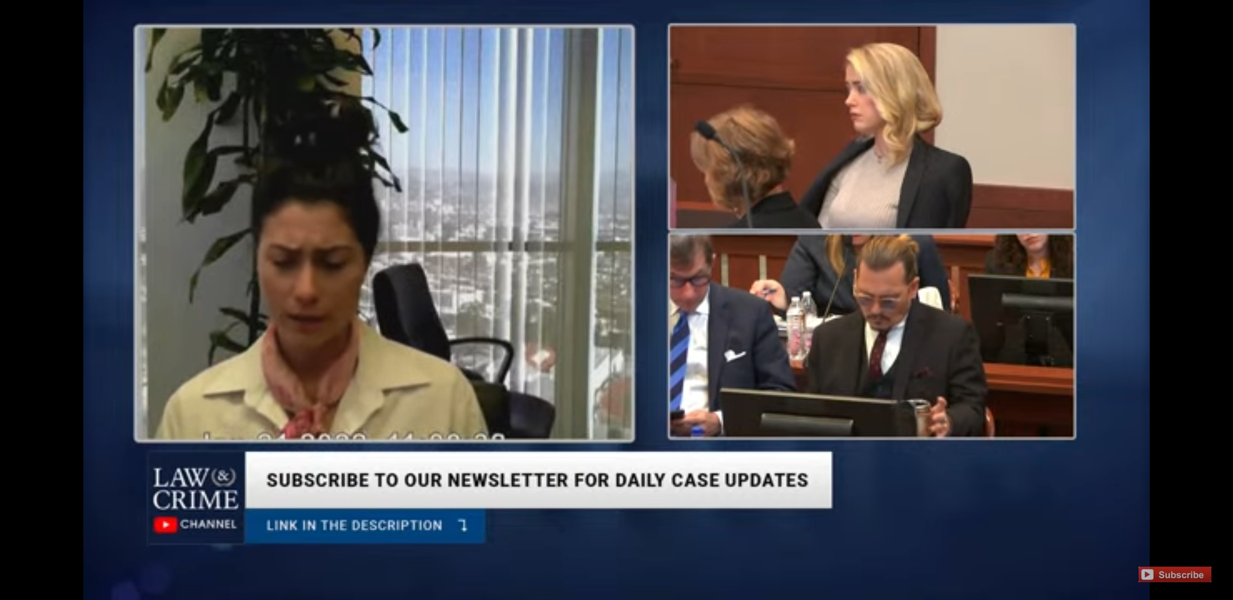 LAW & CRIME
CHANNEL
SUBSCRIBE TO OUR NEWSLETTER FOR DAILY CASE UPDATES
LINK IN THE DESCRIPTION
Subscribe